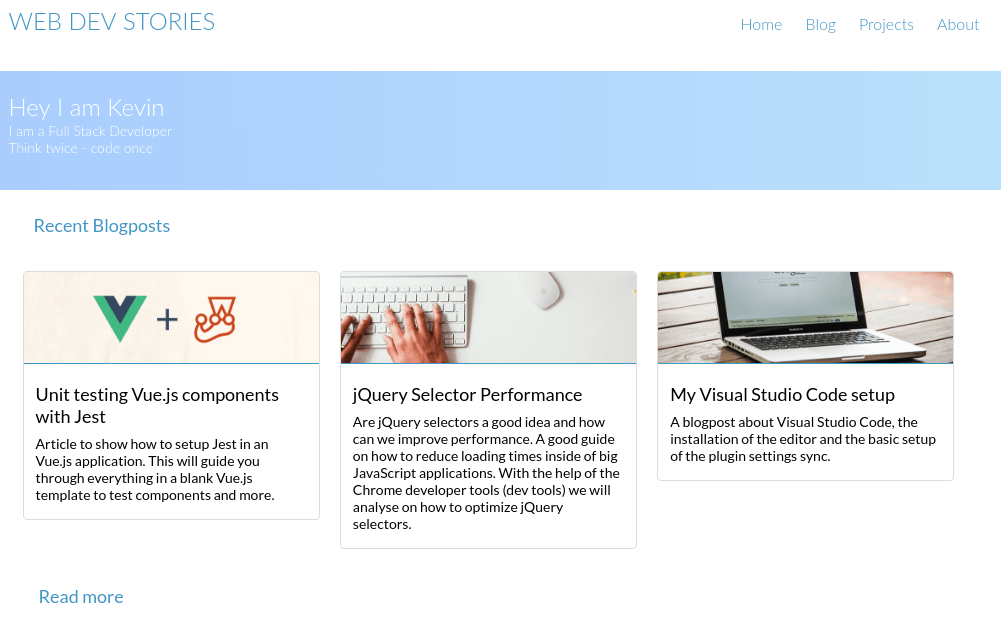 WEB DEV STORIES
Home Blog Projects About
Hey I am Kevin
I am a Full Stack Developer
Think twice - code once
Recent Blogposts
+
Unit testing Vue.js components
with Jest
Article to show how to setup Jest in an
Vue.js application. This will guide you
through everything in a blank Vue.js
template to test components and more.
jQuery Selector Performance
Are jQuery selectors a good idea and how
can we improve performance. A good guide
on how to reduce loading times inside of big
JavaScript applications. With the help of the
Chrome developer tools (dev tools) we will
analyse on how to optimize jQuery
selectors.
My Visual Studio Code setup
A blogpost about Visual Studio Code, the
installation of the editor and the basic setup
of the plugin settings sync.
Read more